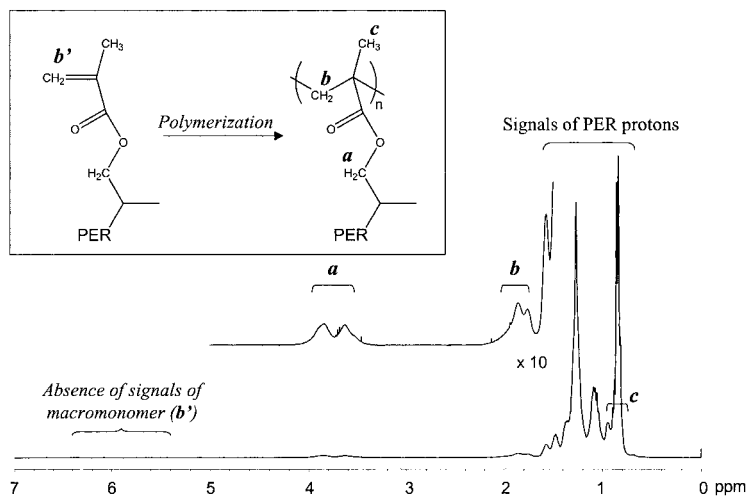 c
b'
CH₃
CH₃
CH₂
b
CH₂
n
O
O
Polymerization
O
O
H₂C
a
H₂C
PER
PER
Signals of PER protons
a
b
x 10
Absence of signals of
macromonomer (b')
c
7 6 5 4 3 2 1 0 ppm